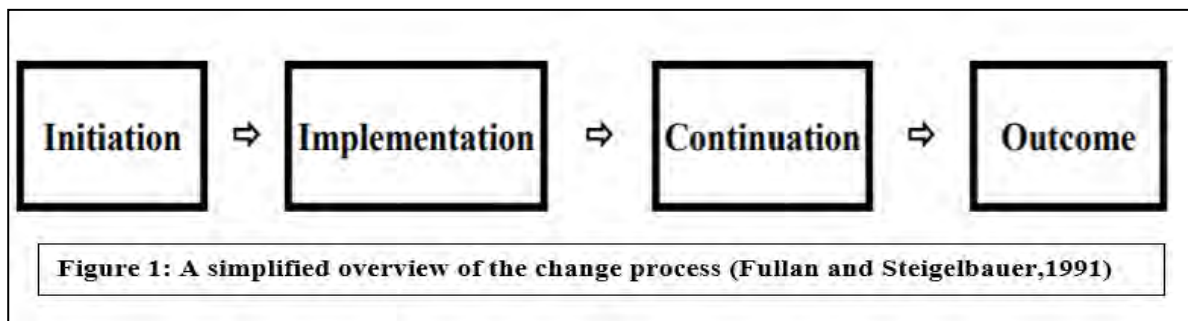 Initiation ⇨ Implementation ⇨ Continuation ⇨ Outcome
Figure 1: A simplified overview of the change process (Fullan and Steigelbauer,1991)